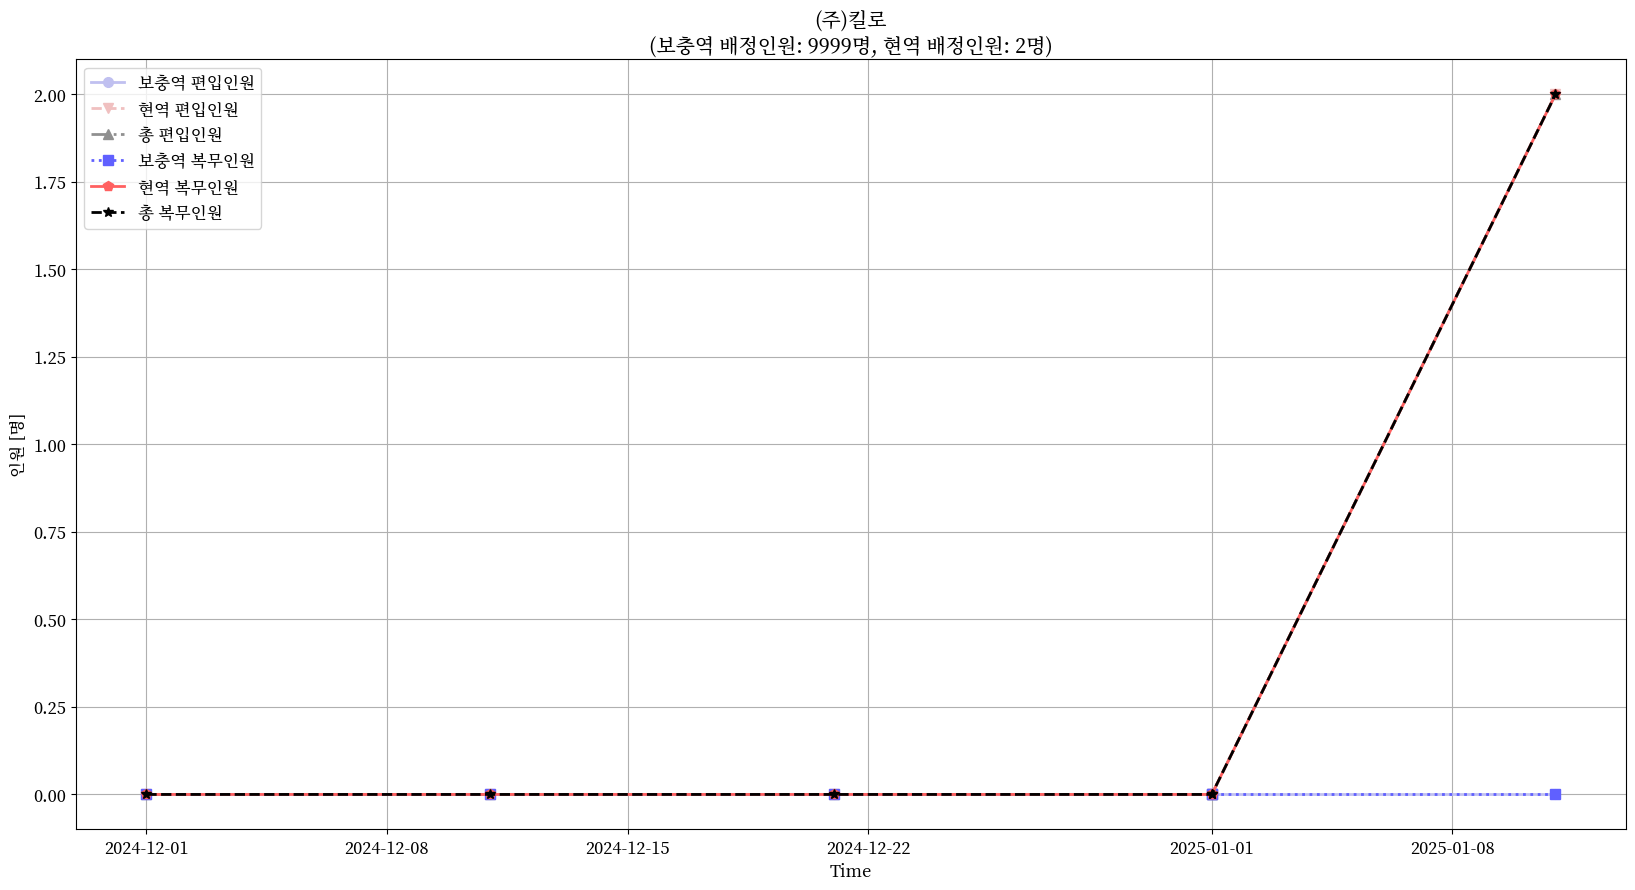 (주)킬로
(보충역 배정인원: 9999명, 현역 배정인원: 2명)
보충역 편입인원
현역 편입인원
총 편입인원
보충역 복무인원
현역 복무인원
총 복무인원
2.00
1.75
1.50
1.25
1.00
0.75
0.50
0.25
0.00
인원 [명]
2024-12-01
2024-12-08
2024-12-15
2024-12-22
2025-01-01
2025-01-08
Time